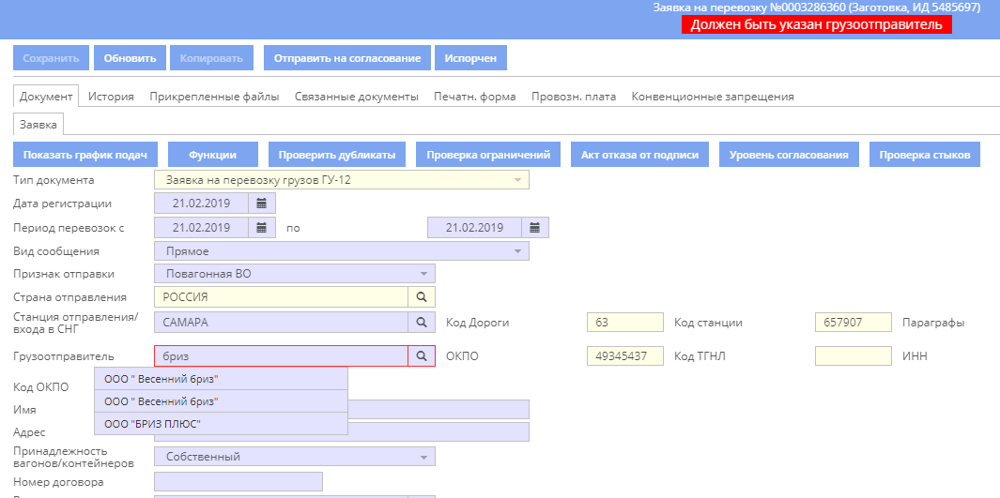 Заявка на перевозку №0003286360 (Заготовка, ИД 5485697)
Должен быть указан грузоотправитель
Сохранить Обновить Копировать Отправить на согласование Испорчен
Документ История Прикрепленные файлы Связанные документы Печатн. форма Провозн. плата Конвенционные запрещения
Заявка
Показать график подач Функции Проверить дубликаты Проверка ограничений Акт отказа от подписи Уровень согласования Проверка стыков
Тип документа Заявка на перевозку грузов ГУ-12
Дата регистрации 21.02.2019
Период перевозок с 21.02.2019 по 21.02.2019
Вид сообщения Прямое
Признак отправки Повагонная ВО
Страна отправления РОССИЯ
Станция отправления/
входа в СНГ САМАРА Код Дороги 63 Код станции 657907 Параграфы
Грузоотправитель бриз ОКПО 49345437 Код ТГНЛ ИНН
ООО " Весенний бриз"
Код ОКПО
ООО " Весенний бриз"
Имя
ООО "БРИЗ ПЛЮС"
Адрес
Принадлежность
вагонов/контейнеров Собственный
Номер договора